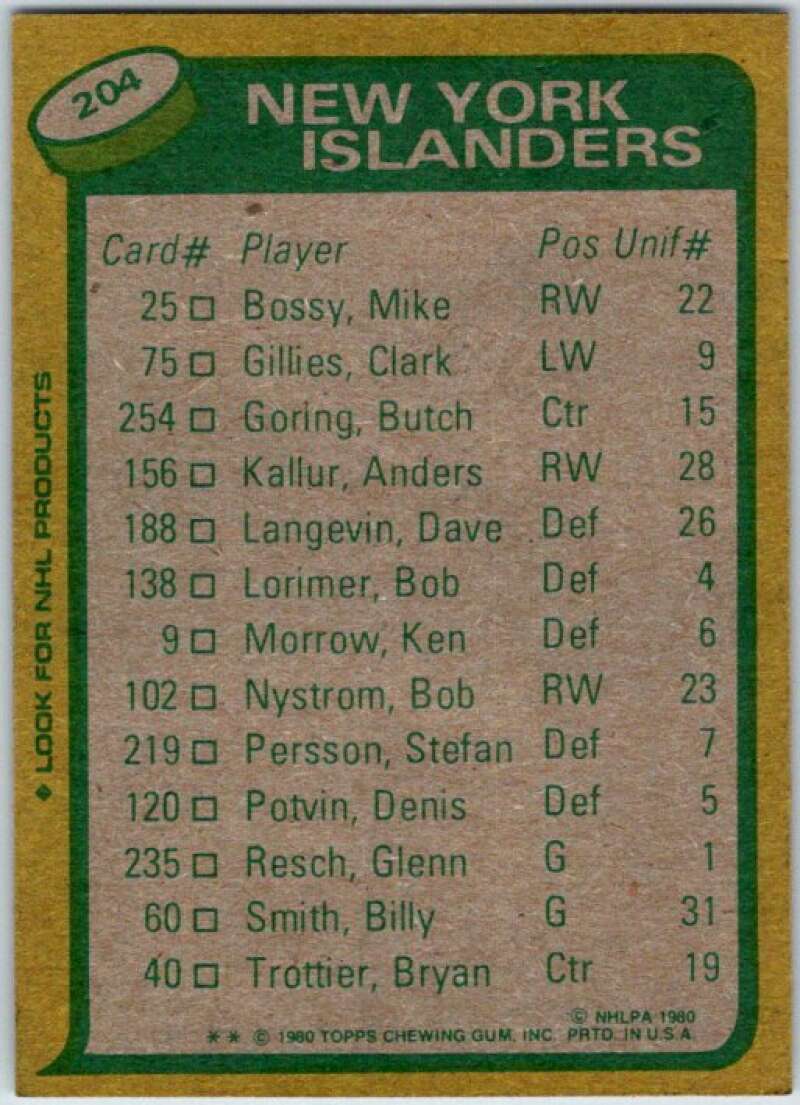 204
NEW YORK
ISLANDERS
Card# Player Pos Unif#
25 □ Bossy, Mike RW 22
75 □ Gillies, Clark LW 9
254 □ Goring, Butch Ctr 15
156 □ Kallur, Anders RW 28
188 □ Langevin, Dave Def 26
138 □ Lorimer, Bob Def 4
9 □ Morrow, Ken Def 6
102 □ Nystrom, Bob RW 23
219 □ Persson, Stefan Def 7
120 □ Potvin, Denis Def 5
235 □ Resch, Glenn G 1
60 □ Smith, Billy G 31
40 □ Trottier, Bryan Ctr 19
© NHLPA 1980
** © 1980 TOPPS CHEWING GUM, INC. PRTD. IN U.S.A.
◆ LOOK FOR NHL PRODUCTS